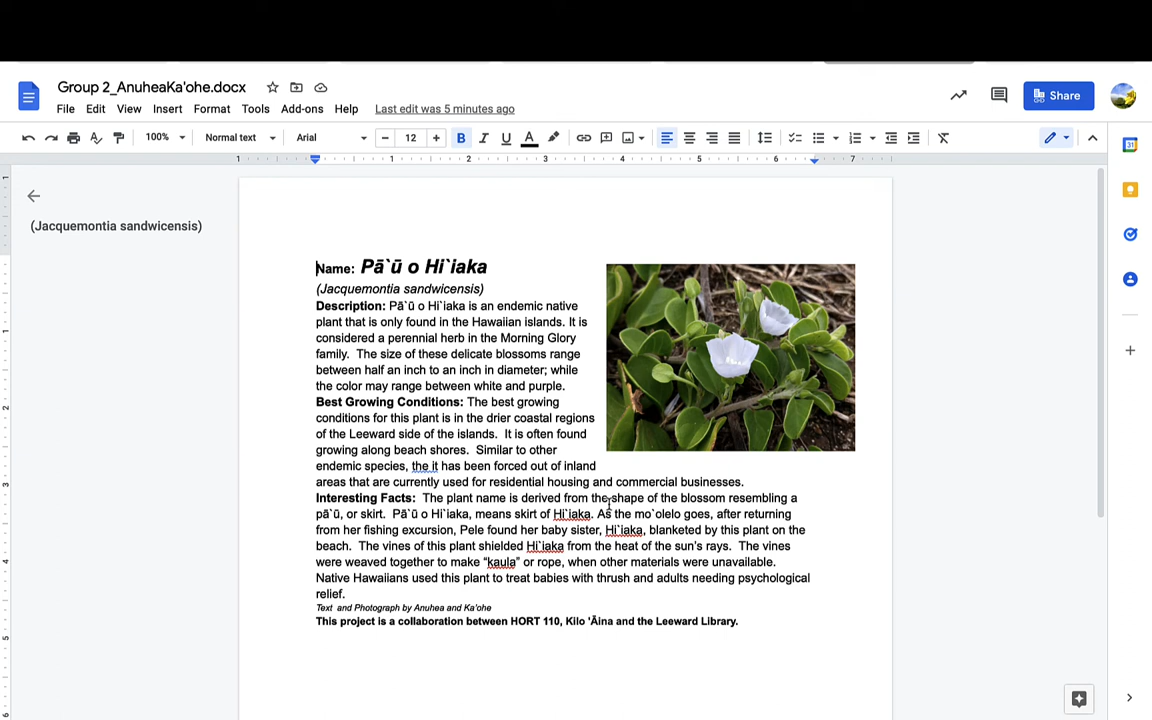 Group 2_AnuheaKa'ohe.docx
File Edit View Insert Format Tools Add-ons Help Last edit was 5 minutes ago
Share
100% Normal text Arial 12 B I U A
1 1 2 3 4 5 6 7
(Jacquemontia sandwicensis)
Name: Pā`ū o Hi`iaka
(Jacquemontia sandwicensis)
Description: Pā`ū o Hi`iaka is an endemic native
plant that is only found in the Hawaiian islands. It is
considered a perennial herb in the Morning Glory
family. The size of these delicate blossoms range
between half an inch to an inch in diameter; while
the color may range between white and purple.
Best Growing Conditions: The best growing
conditions for this plant is in the drier coastal regions
of the Leeward side of the islands. It is often found
growing along beach shores. Similar to other
endemic species, the it has been forced out of inland
areas that are currently used for residential housing and commercial businesses.
Interesting Facts: The plant name is derived from the shape of the blossom resembling a
pā`ū, or skirt. Pā`ū o Hi`iaka, means skirt of Hi`iaka. As the mo`olelo goes, after returning
from her fishing excursion, Pele found her baby sister, Hi`iaka, blanketed by this plant on the
beach. The vines of this plant shielded Hi`iaka from the heat of the sun's rays. The vines
were weaved together to make “kaula” or rope, when other materials were unavailable.
Native Hawaiians used this plant to treat babies with thrush and adults needing psychological
relief.
Text and Photograph by Anuhea and Ka'ohe
This project is a collaboration between HORT 110, Kilo 'Āina and the Leeward Library.